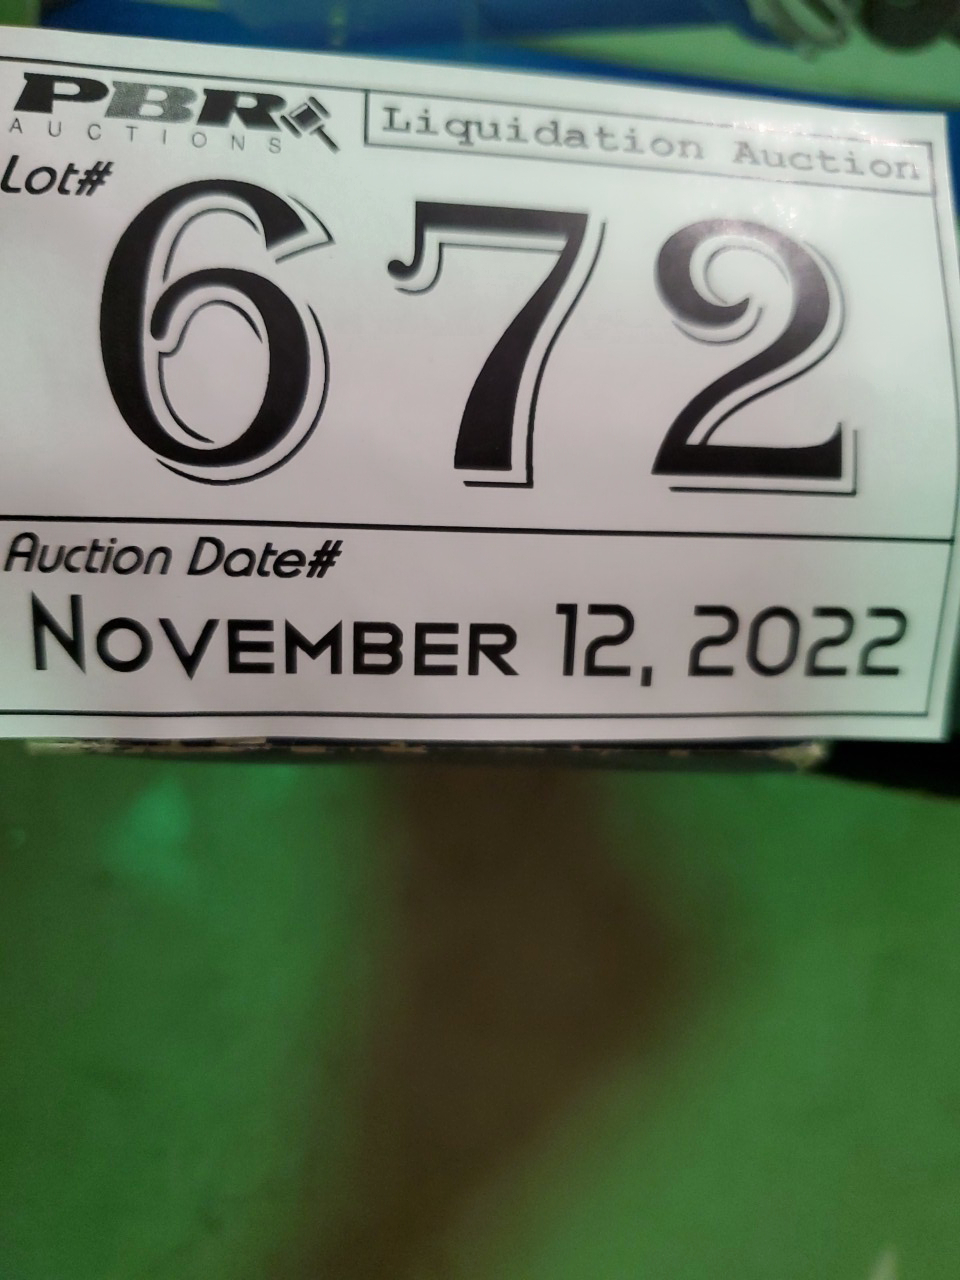 PBR
AUCTIONS
Liquidation Auction
Lot#
672
Auction Date#
NOVEMBER 12, 2022